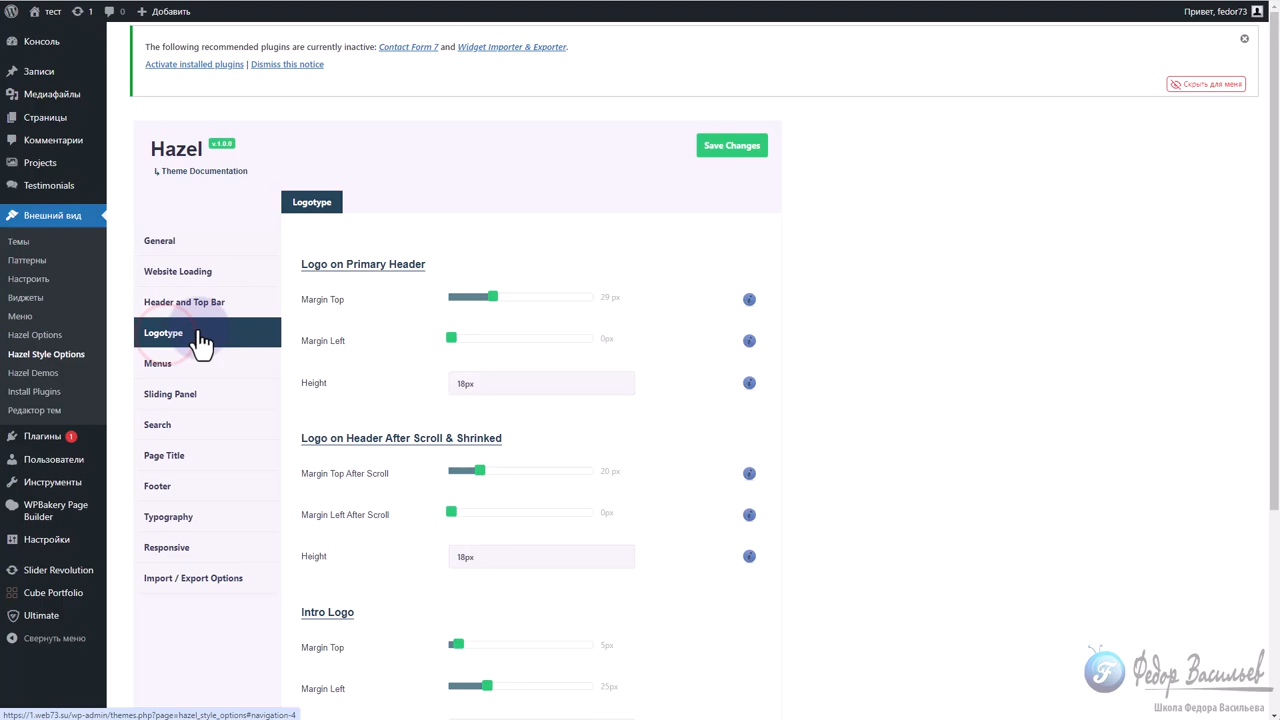 Тест
1
0
Добавить
Привет, fedor73
Консоль
Записи
Медиафайлы
Страницы
Комментарии
Projects
Testimonials
Внешний вид
Темы
Паттерны
Настроить
Виджеты
Меню
Hazel Options
Hazel Style Options
Hazel Demos
Install Plugins
Редактор тем
Плагины 1
Пользователи
Инструменты
WPBakery Page
Builder
Настройки
Slider Revolution
Cube Portfolio
Ultimate
Свернуть меню
The following recommended plugins are currently inactive: Contact Form 7 and Widget Importer & Exporter.
Activate installed plugins | Dismiss this notice
Скрыть для меня
Hazel v.1.0.0
Save Changes
↳ Theme Documentation
Logotype
General
Website Loading
Header and Top Bar
Logotype
Menus
Sliding Panel
Search
Page Title
Footer
Typography
Responsive
Import / Export Options
Logo on Primary Header
Margin Top 29 px
Margin Left 0px
Height 18px
Logo on Header After Scroll & Shrinked
Margin Top After Scroll 20 px
Margin Left After Scroll 0px
Height 18px
Intro Logo
Margin Top 5px
Margin Left 25px
Федор Васильев
Школа Федора Васильева
https://1.web73.su/wp-admin/themes.php?page=hazel_style_options#navigation-4